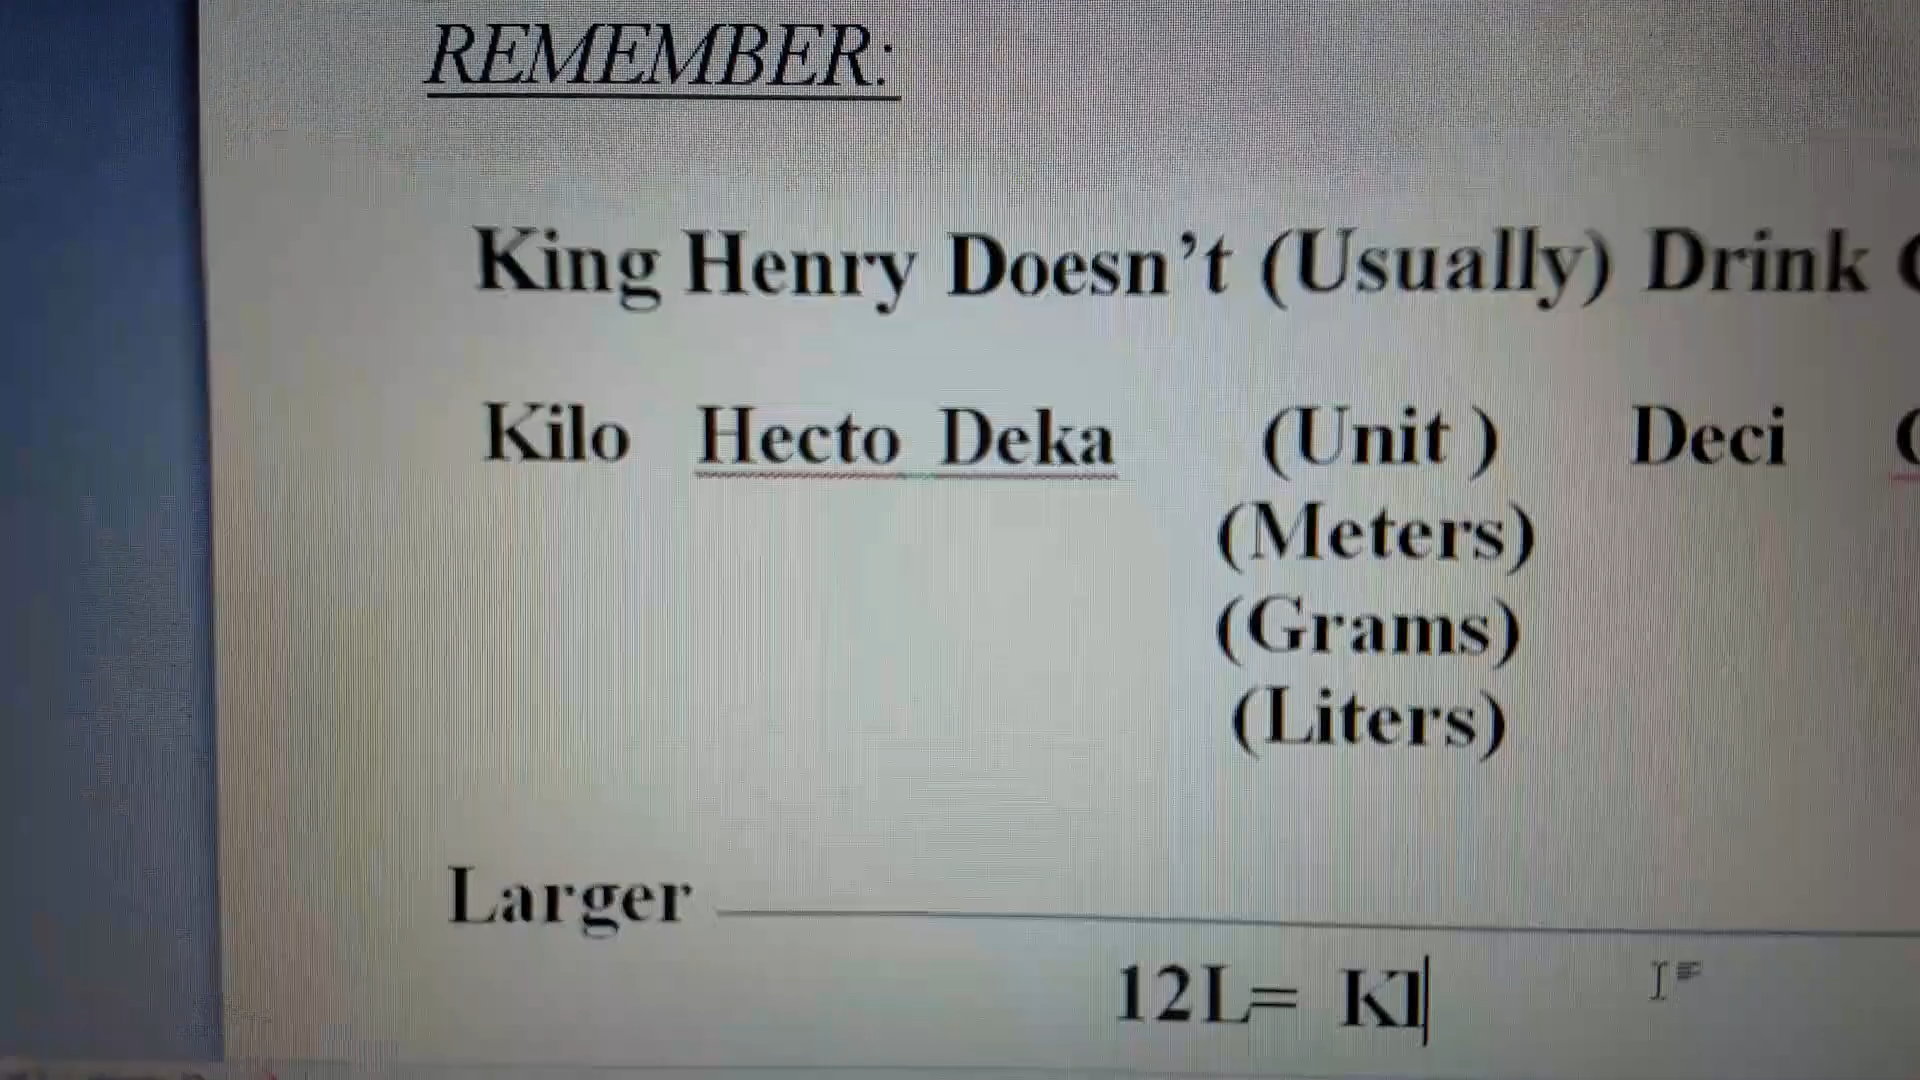 REMEMBER:
King Henry Doesn't (Usually) Drink
Kilo Hecto Deka (Unit ) Deci
(Meters)
(Grams)
(Liters)
Larger
12L= Kl